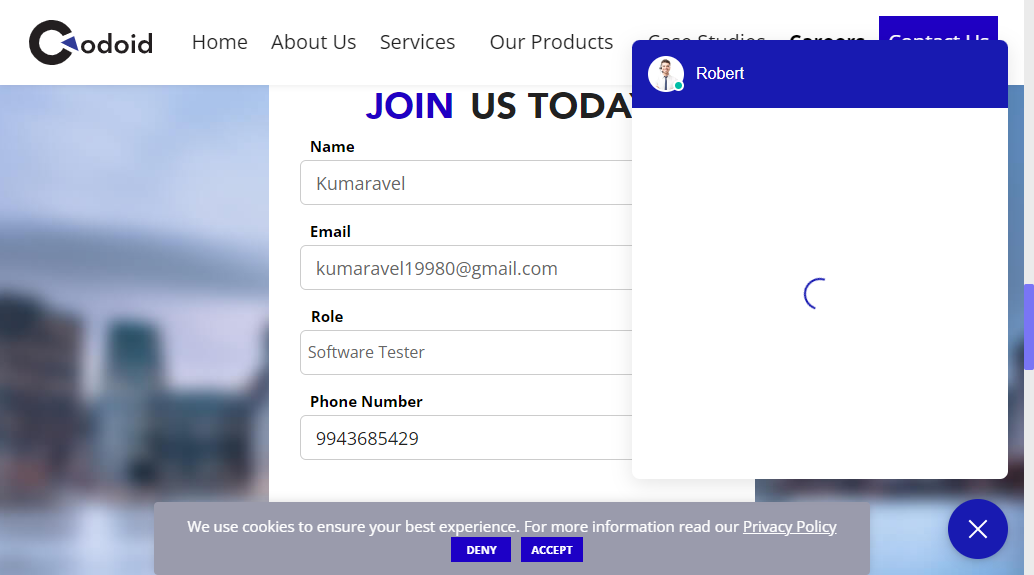 Codoid
Home About Us Services Our Products Case Studies Careers Contact Us
Robert
JOIN US TODAY
Name
Kumaravel
Email
kumaravel19980@gmail.com
Role
Software Tester
Phone Number
9943685429
We use cookies to ensure your best experience. For more information read our Privacy Policy
DENY ACCEPT